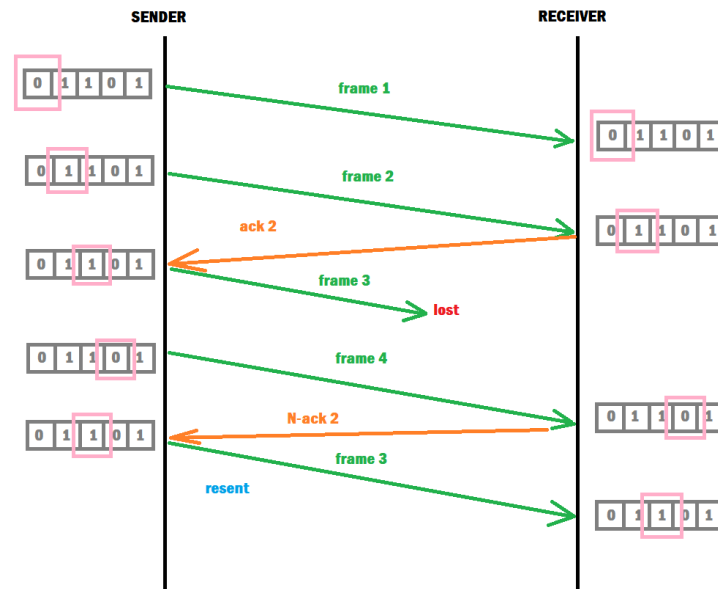 SENDER
RECEIVER
0 1 1 0 1
frame 1
0 1 1 0 1
0 1 1 0 1
frame 2
ack 2
0 1 1 0 1
0 1 1 0 1
frame 3
lost
0 1 1 0 1
frame 4
N-ack 2
0 1 1 0 1
0 1 1 0 1
frame 3
resent
0 1 1 0 1